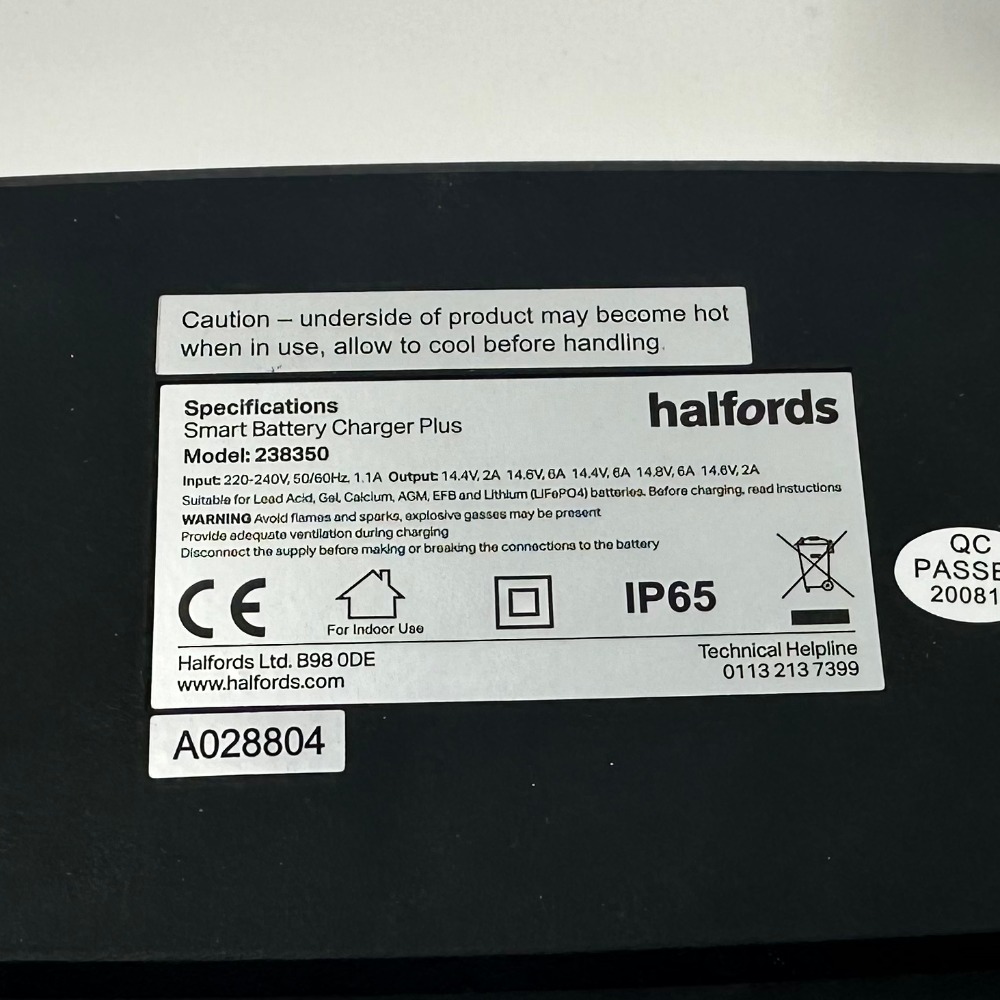 Caution – underside of product may become hot
when in use, allow to cool before handling.
Specifications
halfords
Smart Battery Charger Plus
Model: 238350
Input: 220-240V, 50/60Hz, 1.1A Output: 14.4V, 2A 14.6V, 6A 14.4V, 6A 14.8V, 6A 14.6V, 2A
Suitable for Lead Acid, Gel, Calcium, AGM, EFB and Lithium (LiFePO4) batteries. Before charging, read Instuctions
WARNING Avoid flames and sparks, explosive gasses may be present
Provide adequate ventilation during charging
Disconnect the supply before making or breaking the connections to the battery
CE
For Indoor Use
IP65
Halfords Ltd. B98 0DE
www.halfords.com
Technical Helpline
0113 213 7399
QC
PASSE
20081
A028804